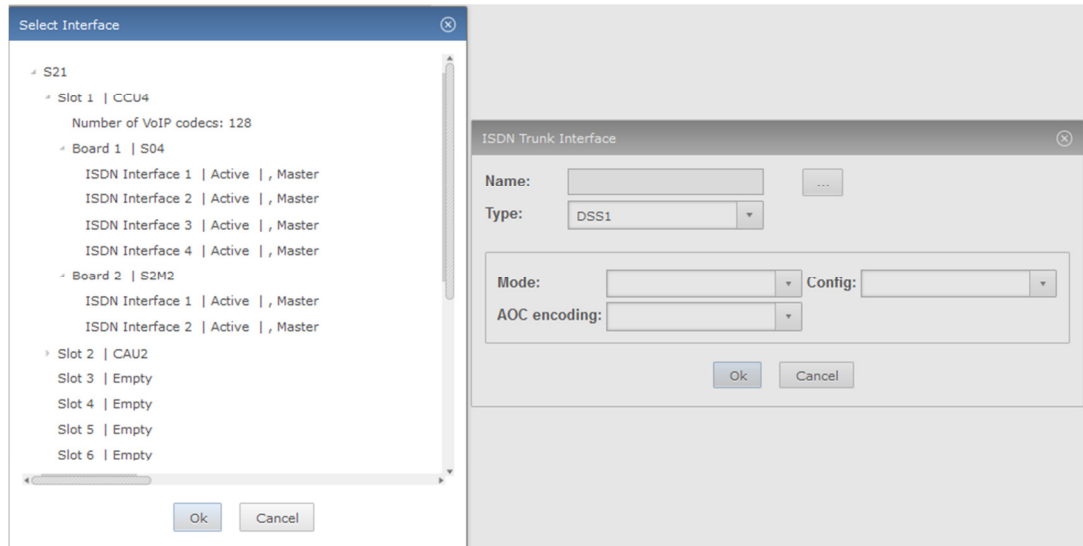 Select Interface
S21
Slot 1 | CCU4
Number of VoIP codecs: 128
Board 1 | S04
ISDN Interface 1 | Active | , Master
ISDN Interface 2 | Active | , Master
ISDN Interface 3 | Active | , Master
ISDN Interface 4 | Active | , Master
Board 2 | S2M2
ISDN Interface 1 | Active | , Master
ISDN Interface 2 | Active | , Master
Slot 2 | CAU2
Slot 3 | Empty
Slot 4 | Empty
Slot 5 | Empty
Slot 6 | Empty
Ok Cancel
ISDN Trunk Interface
Name: ...
Type: DSS1
Mode: Config:
AOC encoding:
Ok Cancel